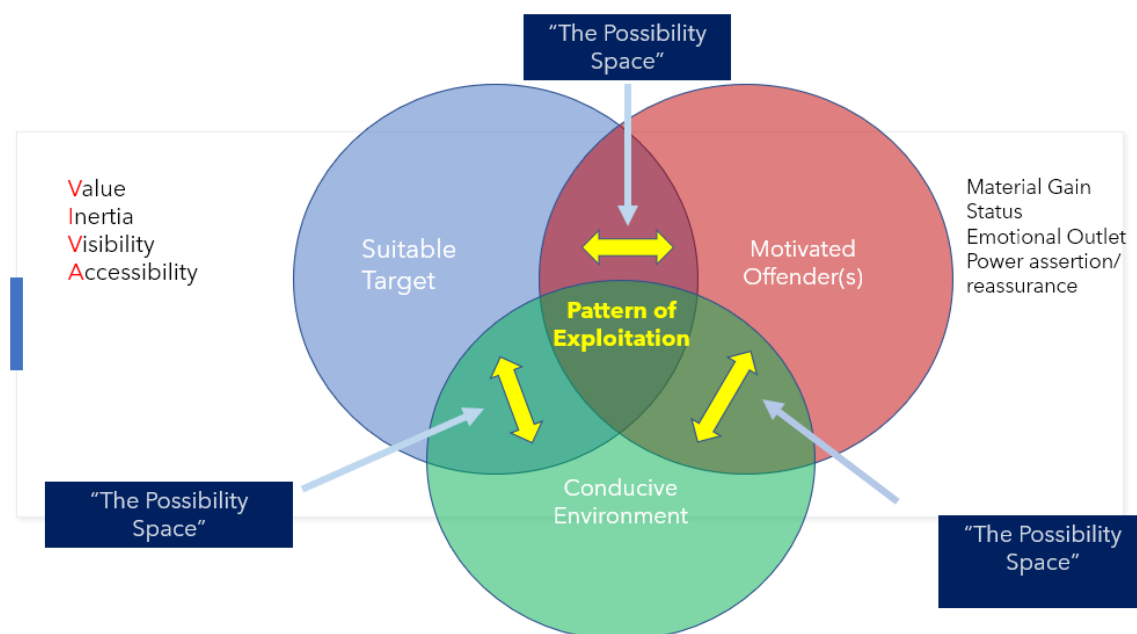 “The Possibility
Space”
Value
Inertia
Visibility
Accessibility
Suitable
Target
Motivated
Offender(s)
Material Gain
Status
Emotional Outlet
Power assertion/
reassurance
Pattern of
Exploitation
Conducive
Environment
“The Possibility
Space”
“The Possibility
Space”